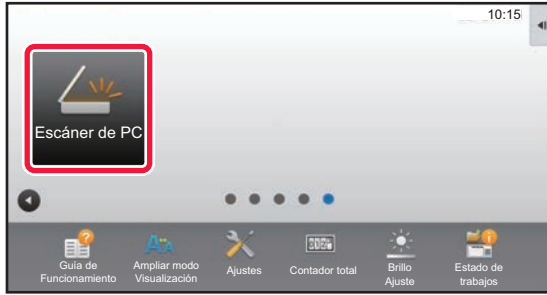 10:15
Escáner de PC
Guía de
Funcionamiento
Ampliar modo
Visualización
Ajustes
Contador total
Brillo
Ajuste
Estado de
trabajos